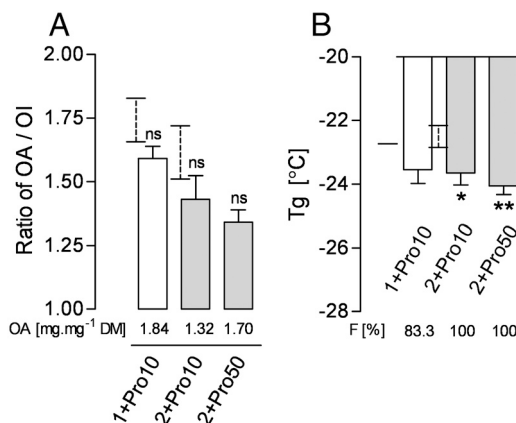 A
Ratio of OA / OI
2.00
1.75
1.50
1.25
1.00
ns
ns
ns
OA [mg.mg⁻¹ DM] 1.84 1.32 1.70
1+Pro10
2+Pro10
2+Pro50
B
Tg [°C]
-20
-22
-24
-26
-28
*
**
1+Pro10
2+Pro10
2+Pro50
F [%] 83.3 100 100